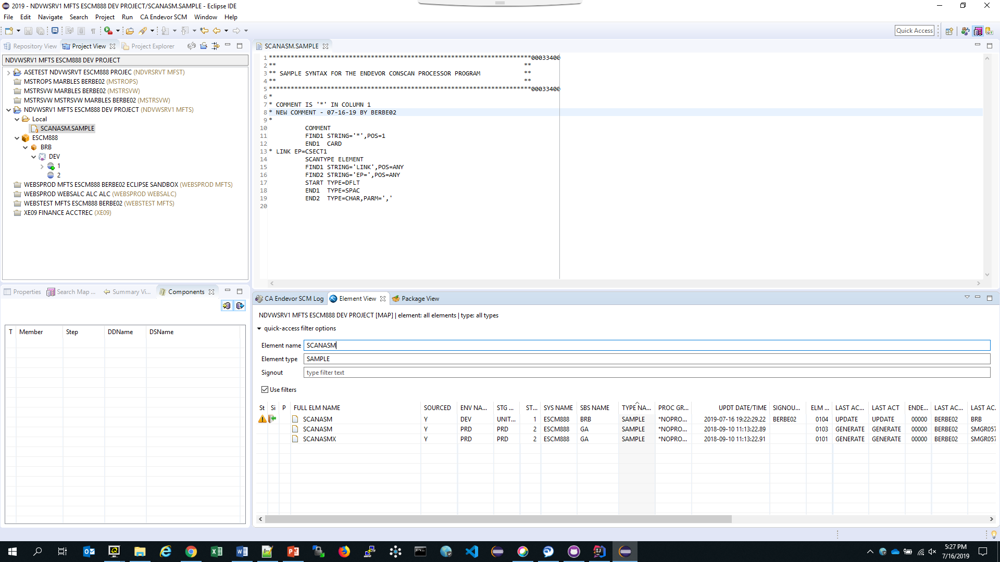 2019 - NDVWSRV1 MFTS ESCM888 DEV PROJECT/SCANASM.SAMPLE - Eclipse IDE
File Edit Navigate Search Project Run CA Endevor SCM Window Help
Quick Access
Repository View Project View Project Explorer
NDVWSRV1 MFTS ESCM888 DEV PROJECT
ASETEST NDVWSRVT ESCM888 PROJEC (NDVRSRVT MFST)
MSTROPS MARBLES BERBE02 (MSTROPS)
MSTRSVW MARBLES BERBE02 (MSTRSVW)
MSTRSVW MSTRSVW MARBLES BERBE02 (MSTRSVW)
NDVWSRV1 MFTS ESCM888 DEV PROJECT (NDVWSRV1 MFTS)
Local
SCANASM.SAMPLE
ESCM888
BRB
DEV
1
2
WEBSPROD MFTS ESCM888 BERBE02 ECLIPSE SANDBOX (WEBSPROD MFTS)
WEBSPROD WEBSALC ALC ALC (WEBSPROD WEBSALC)
WEBSTEST MFTS ESCM888 BERBE02 (WEBSTEST MFTS)
XE09 FINANCE ACCTREC (XE09)
SCANASM.SAMPLE
1 ************************************************************************00033400
2 ** **
3 ** SAMPLE SYNTAX FOR THE ENDEVOR CONSCAN PROCESSOR PROGRAM **
4 ** **
5 ************************************************************************00033400
6 *
7 * COMMENT IS '*' IN COLUMN 1
8 * NEW COMMENT - 07-16-19 BY BERBE02
9 *
10 COMMENT
11 FIND1 STRING='*',POS=1
12 END1 CARD
13 * LINK EP=CSECT1
14 SCANTYPE ELEMENT
15 FIND1 STRING='LINK',POS=ANY
16 FIND2 STRING='EP=',POS=ANY
17 START TYPE=DFLT
18 END1 TYPE=SPAC
19 END2 TYPE=CHAR,PARM=','
20
Properties Search Map ... Summary Vi... Components
T Member Step DDName DSName
CA Endevor SCM Log Element View Package View
NDVWSRV1 MFTS ESCM888 DEV PROJECT [MAP] | element: all elements | type: all types
quick-access filter options
Element name SCANASM
Element type SAMPLE
Signout type filter text
Use filters
St Si P FULL ELM NAME SOURCED ENV NA... STG ... ST... SYS NAME SBS NAME TYPE NA... PROC GR... UPDT DATE/TIME SIGNOU... ELM ... LAST AC... LAST ACT ENDE... LAST AC... LAST AC.
SCANASM Y DEV UNIT... 1 ESCM888 BRB SAMPLE *NOPRO... 2019-07-16 19:22:29.22 BERBE02 0104 UPDATE UPDATE 00000 BERBE02 BRB
SCANASM Y PRD PRD 2 ESCM888 GA SAMPLE *NOPRO... 2018-09-10 11:13:22.89 0103 GENERATE GENERATE 00000 BERBE02 SMGR057
SCANASMX Y PRD PRD 2 ESCM888 GA SAMPLE *NOPRO... 2018-09-10 11:13:22.91 0101 GENERATE GENERATE 00000 BERBE02 SMGR057
5:27 PM
7/16/2019